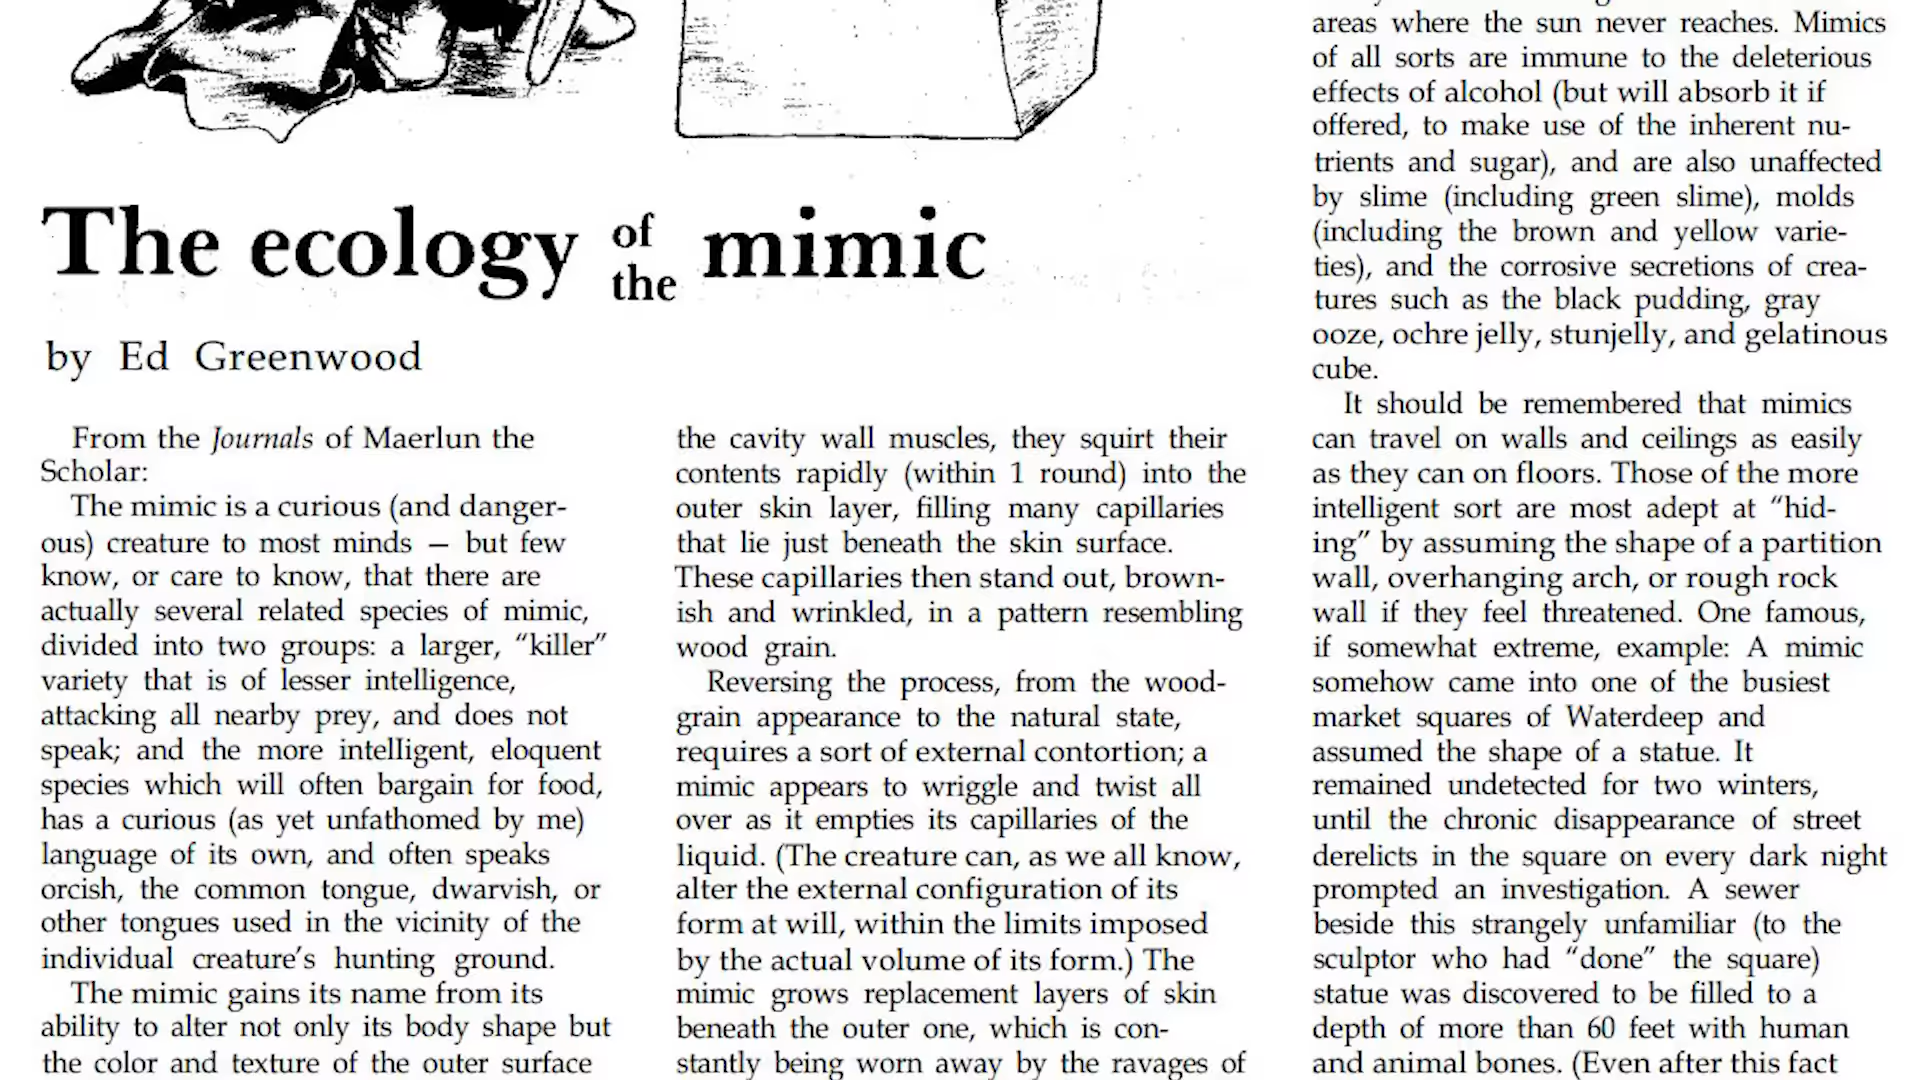 The ecology of the mimic
by Ed Greenwood
From the Journals of Maerlun the
Scholar:
The mimic is a curious (and danger-
ous) creature to most minds — but few
know, or care to know, that there are
actually several related species of mimic,
divided into two groups: a larger, “killer”
variety that is of lesser intelligence,
attacking all nearby prey, and does not
speak; and the more intelligent, eloquent
species which will often bargain for food,
has a curious (as yet unfathomed by me)
language of its own, and often speaks
orcish, the common tongue, dwarvish, or
other tongues used in the vicinity of the
individual creature’s hunting ground.
The mimic gains its name from its
ability to alter not only its body shape but
the color and texture of the outer surface
the cavity wall muscles, they squirt their
contents rapidly (within 1 round) into the
outer skin layer, filling many capillaries
that lie just beneath the skin surface.
These capillaries then stand out, brown-
ish and wrinkled, in a pattern resembling
wood grain.
Reversing the process, from the wood-
grain appearance to the natural state,
requires a sort of external contortion; a
mimic appears to wriggle and twist all
over as it empties its capillaries of the
liquid. (The creature can, as we all know,
alter the external configuration of its
form at will, within the limits imposed
by the actual volume of its form.) The
mimic grows replacement layers of skin
beneath the outer one, which is con-
stantly being worn away by the ravages of
areas where the sun never reaches. Mimics
of all sorts are immune to the deleterious
effects of alcohol (but will absorb it if
offered, to make use of the inherent nu-
trients and sugar), and are also unaffected
by slime (including green slime), molds
(including the brown and yellow varie-
ties), and the corrosive secretions of crea-
tures such as the black pudding, gray
ooze, ochre jelly, stunjelly, and gelatinous
cube.
It should be remembered that mimics
can travel on walls and ceilings as easily
as they can on floors. Those of the more
intelligent sort are most adept at “hid-
ing” by assuming the shape of a partition
wall, overhanging arch, or rough rock
wall if they feel threatened. One famous,
if somewhat extreme, example: A mimic
somehow came into one of the busiest
market squares of Waterdeep and
assumed the shape of a statue. It
remained undetected for two winters,
until the chronic disappearance of street
derelicts in the square on every dark night
prompted an investigation. A sewer
beside this strangely unfamiliar (to the
sculptor who had “done” the square)
statue was discovered to be filled to a
depth of more than 60 feet with human
and animal bones. (Even after this fact